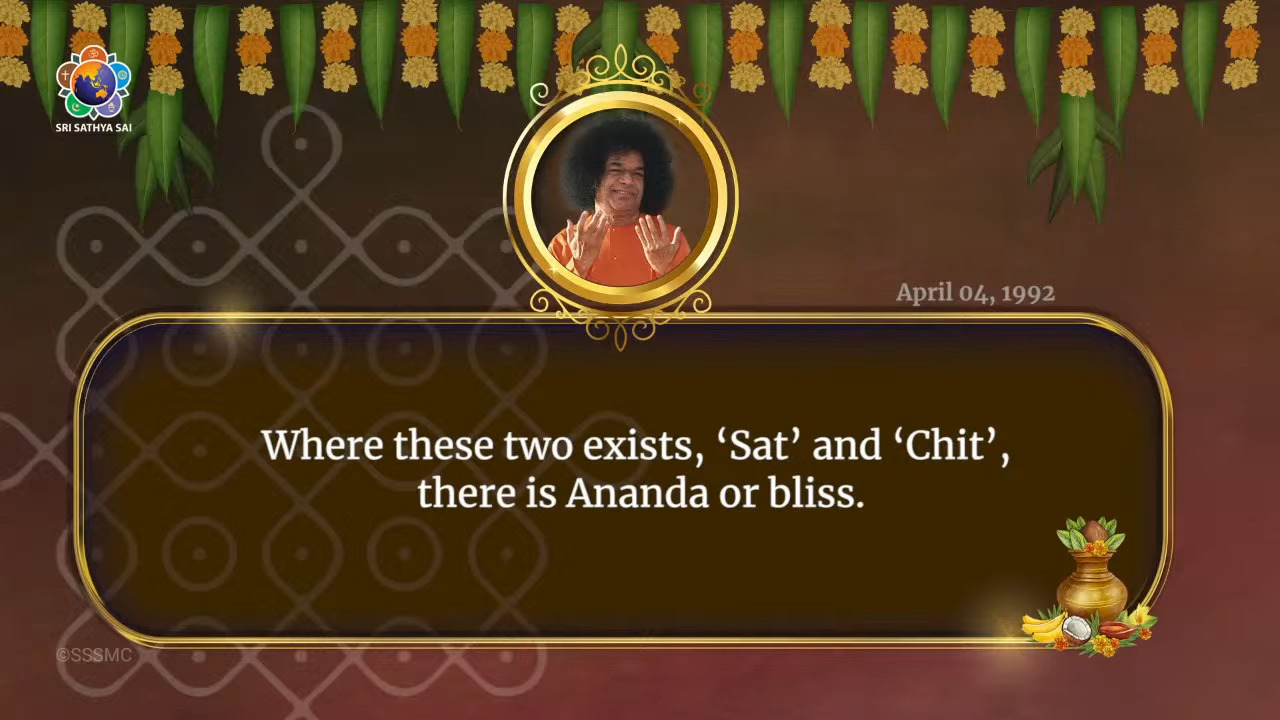 SRI SATHYA SAI
April 04, 1992
Where these two exists, ‘Sat’ and ‘Chit’,
there is Ananda or bliss.
©SSSMC